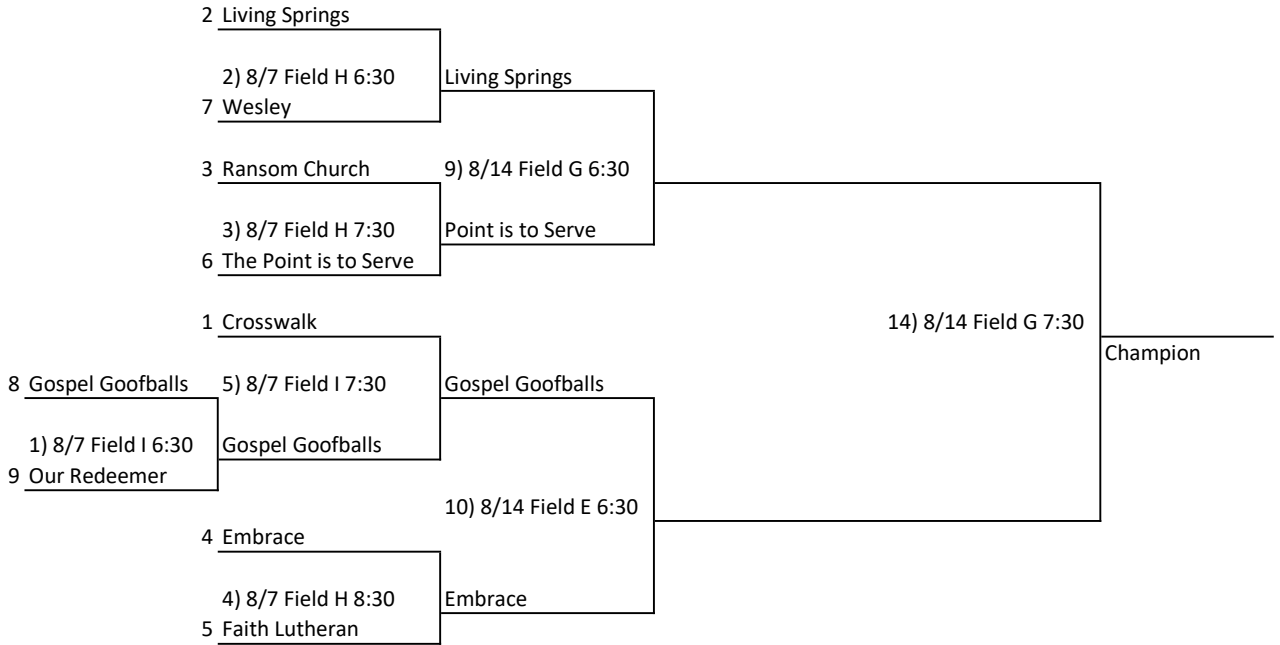 2 Living Springs
2) 8/7 Field H 6:30 Living Springs
7 Wesley
3 Ransom Church 9) 8/14 Field G 6:30
3) 8/7 Field H 7:30 Point is to Serve
6 The Point is to Serve
1 Crosswalk 14) 8/14 Field G 7:30
Champion
8 Gospel Goofballs 5) 8/7 Field I 7:30 Gospel Goofballs
1) 8/7 Field I 6:30 Gospel Goofballs
9 Our Redeemer
10) 8/14 Field E 6:30
4 Embrace
4) 8/7 Field H 8:30 Embrace
5 Faith Lutheran